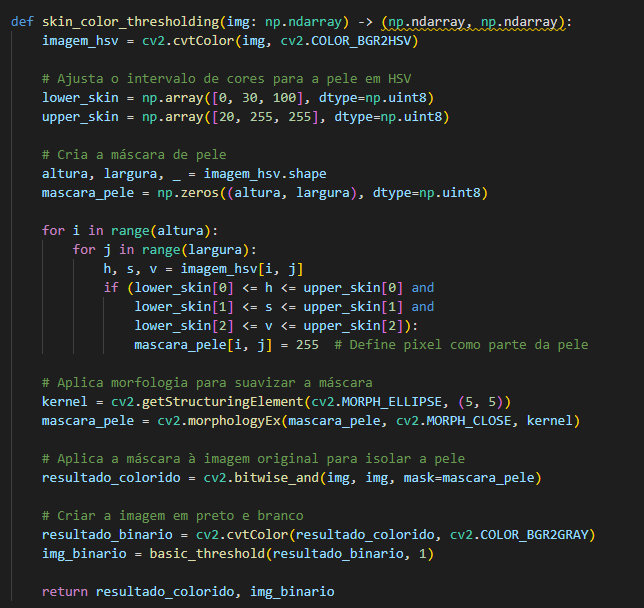 def skin_color_thresholding(img: np.ndarray) -> (np.ndarray, np.ndarray):
    imagem_hsv = cv2.cvtColor(img, cv2.COLOR_BGR2HSV)

    # Ajusta o intervalo de cores para a pele em HSV
    lower_skin = np.array([0, 30, 100], dtype=np.uint8)
    upper_skin = np.array([20, 255, 255], dtype=np.uint8)

    # Cria a máscara de pele
    altura, largura, _ = imagem_hsv.shape
    mascara_pele = np.zeros((altura, largura), dtype=np.uint8)

    for i in range(altura):
        for j in range(largura):
            h, s, v = imagem_hsv[i, j]
            if (lower_skin[0] <= h <= upper_skin[0] and
                lower_skin[1] <= s <= upper_skin[1] and
                lower_skin[2] <= v <= upper_skin[2]):
                mascara_pele[i, j] = 255  # Define pixel como parte da pele

    # Aplica morfologia para suavizar a máscara
    kernel = cv2.getStructuringElement(cv2.MORPH_ELLIPSE, (5, 5))
    mascara_pele = cv2.morphologyEx(mascara_pele, cv2.MORPH_CLOSE, kernel)

    # Aplica a máscara à imagem original para isolar a pele
    resultado_colorido = cv2.bitwise_and(img, img, mask=mascara_pele)

    # Criar a imagem em preto e branco
    resultado_binario = cv2.cvtColor(resultado_colorido, cv2.COLOR_BGR2GRAY)
    img_binario = basic_threshold(resultado_binario, 1)

    return resultado_colorido, img_binario